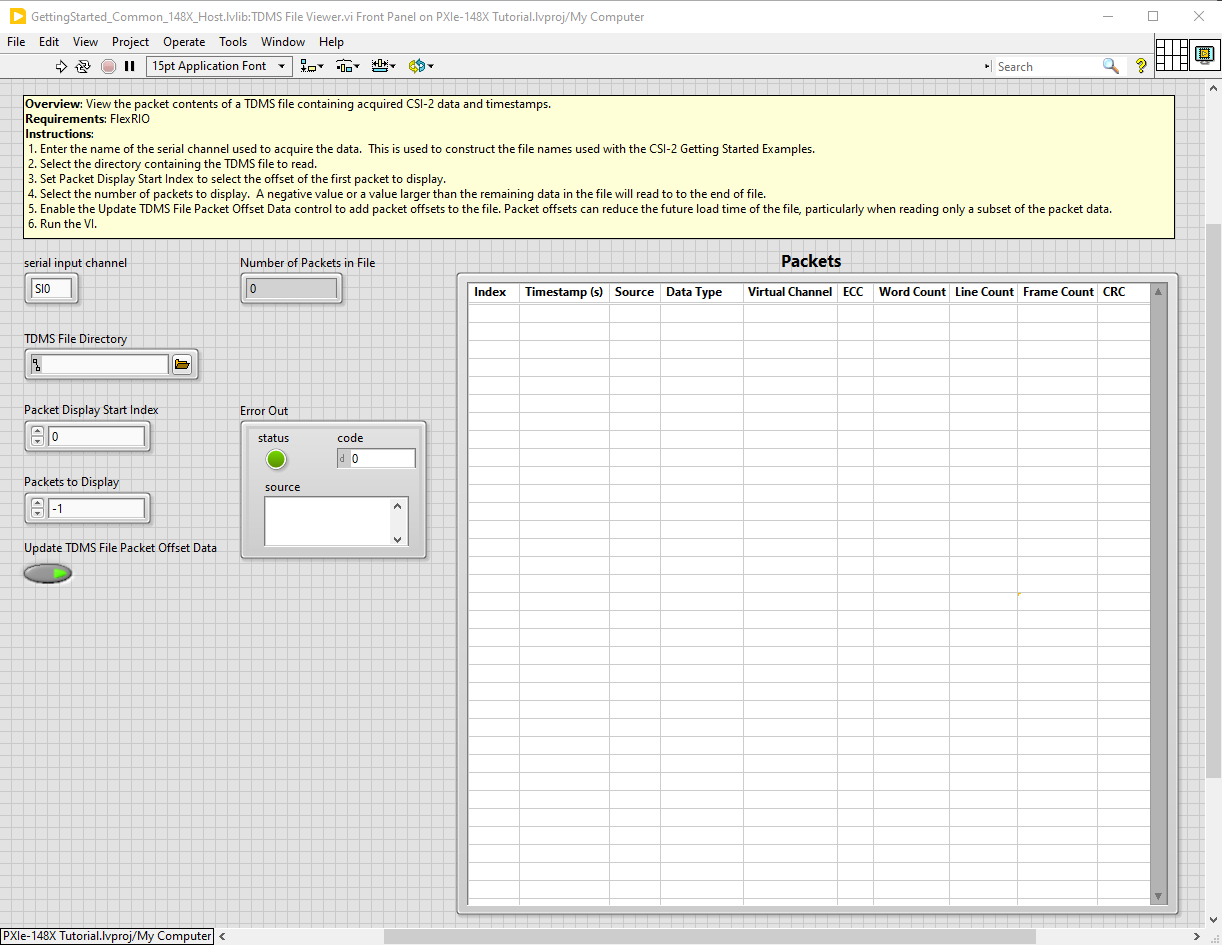 GettingStarted_Common_148X_Host.lvlib:TDMS File Viewer.vi Front Panel on PXIe-148X Tutorial.lvproj/My Computer
File Edit View Project Operate Tools Window Help
15pt Application Font
Search
?
Overview: View the packet contents of a TDMS file containing acquired CSI-2 data and timestamps.
Requirements: FlexRIO
Instructions:
1. Enter the name of the serial channel used to acquire the data. This is used to construct the file names used with the CSI-2 Getting Started Examples.
2. Select the directory containing the TDMS file to read.
3. Set Packet Display Start Index to select the offset of the first packet to display.
4. Select the number of packets to display. A negative value or a value larger than the remaining data in the file will read to to the end of file.
5. Enable the Update TDMS File Packet Offset Data control to add packet offsets to the file. Packet offsets can reduce the future load time of the file, particularly when reading only a subset of the packet data.
6. Run the VI.
serial input channel
SI0
Number of Packets in File
0
TDMS File Directory
Packet Display Start Index
0
Packets to Display
-1
Update TDMS File Packet Offset Data
Error Out
status code
d 0
source
Packets
Index Timestamp (s) Source Data Type Virtual Channel ECC Word Count Line Count Frame Count CRC
PXIe-148X Tutorial.lvproj/My Computer